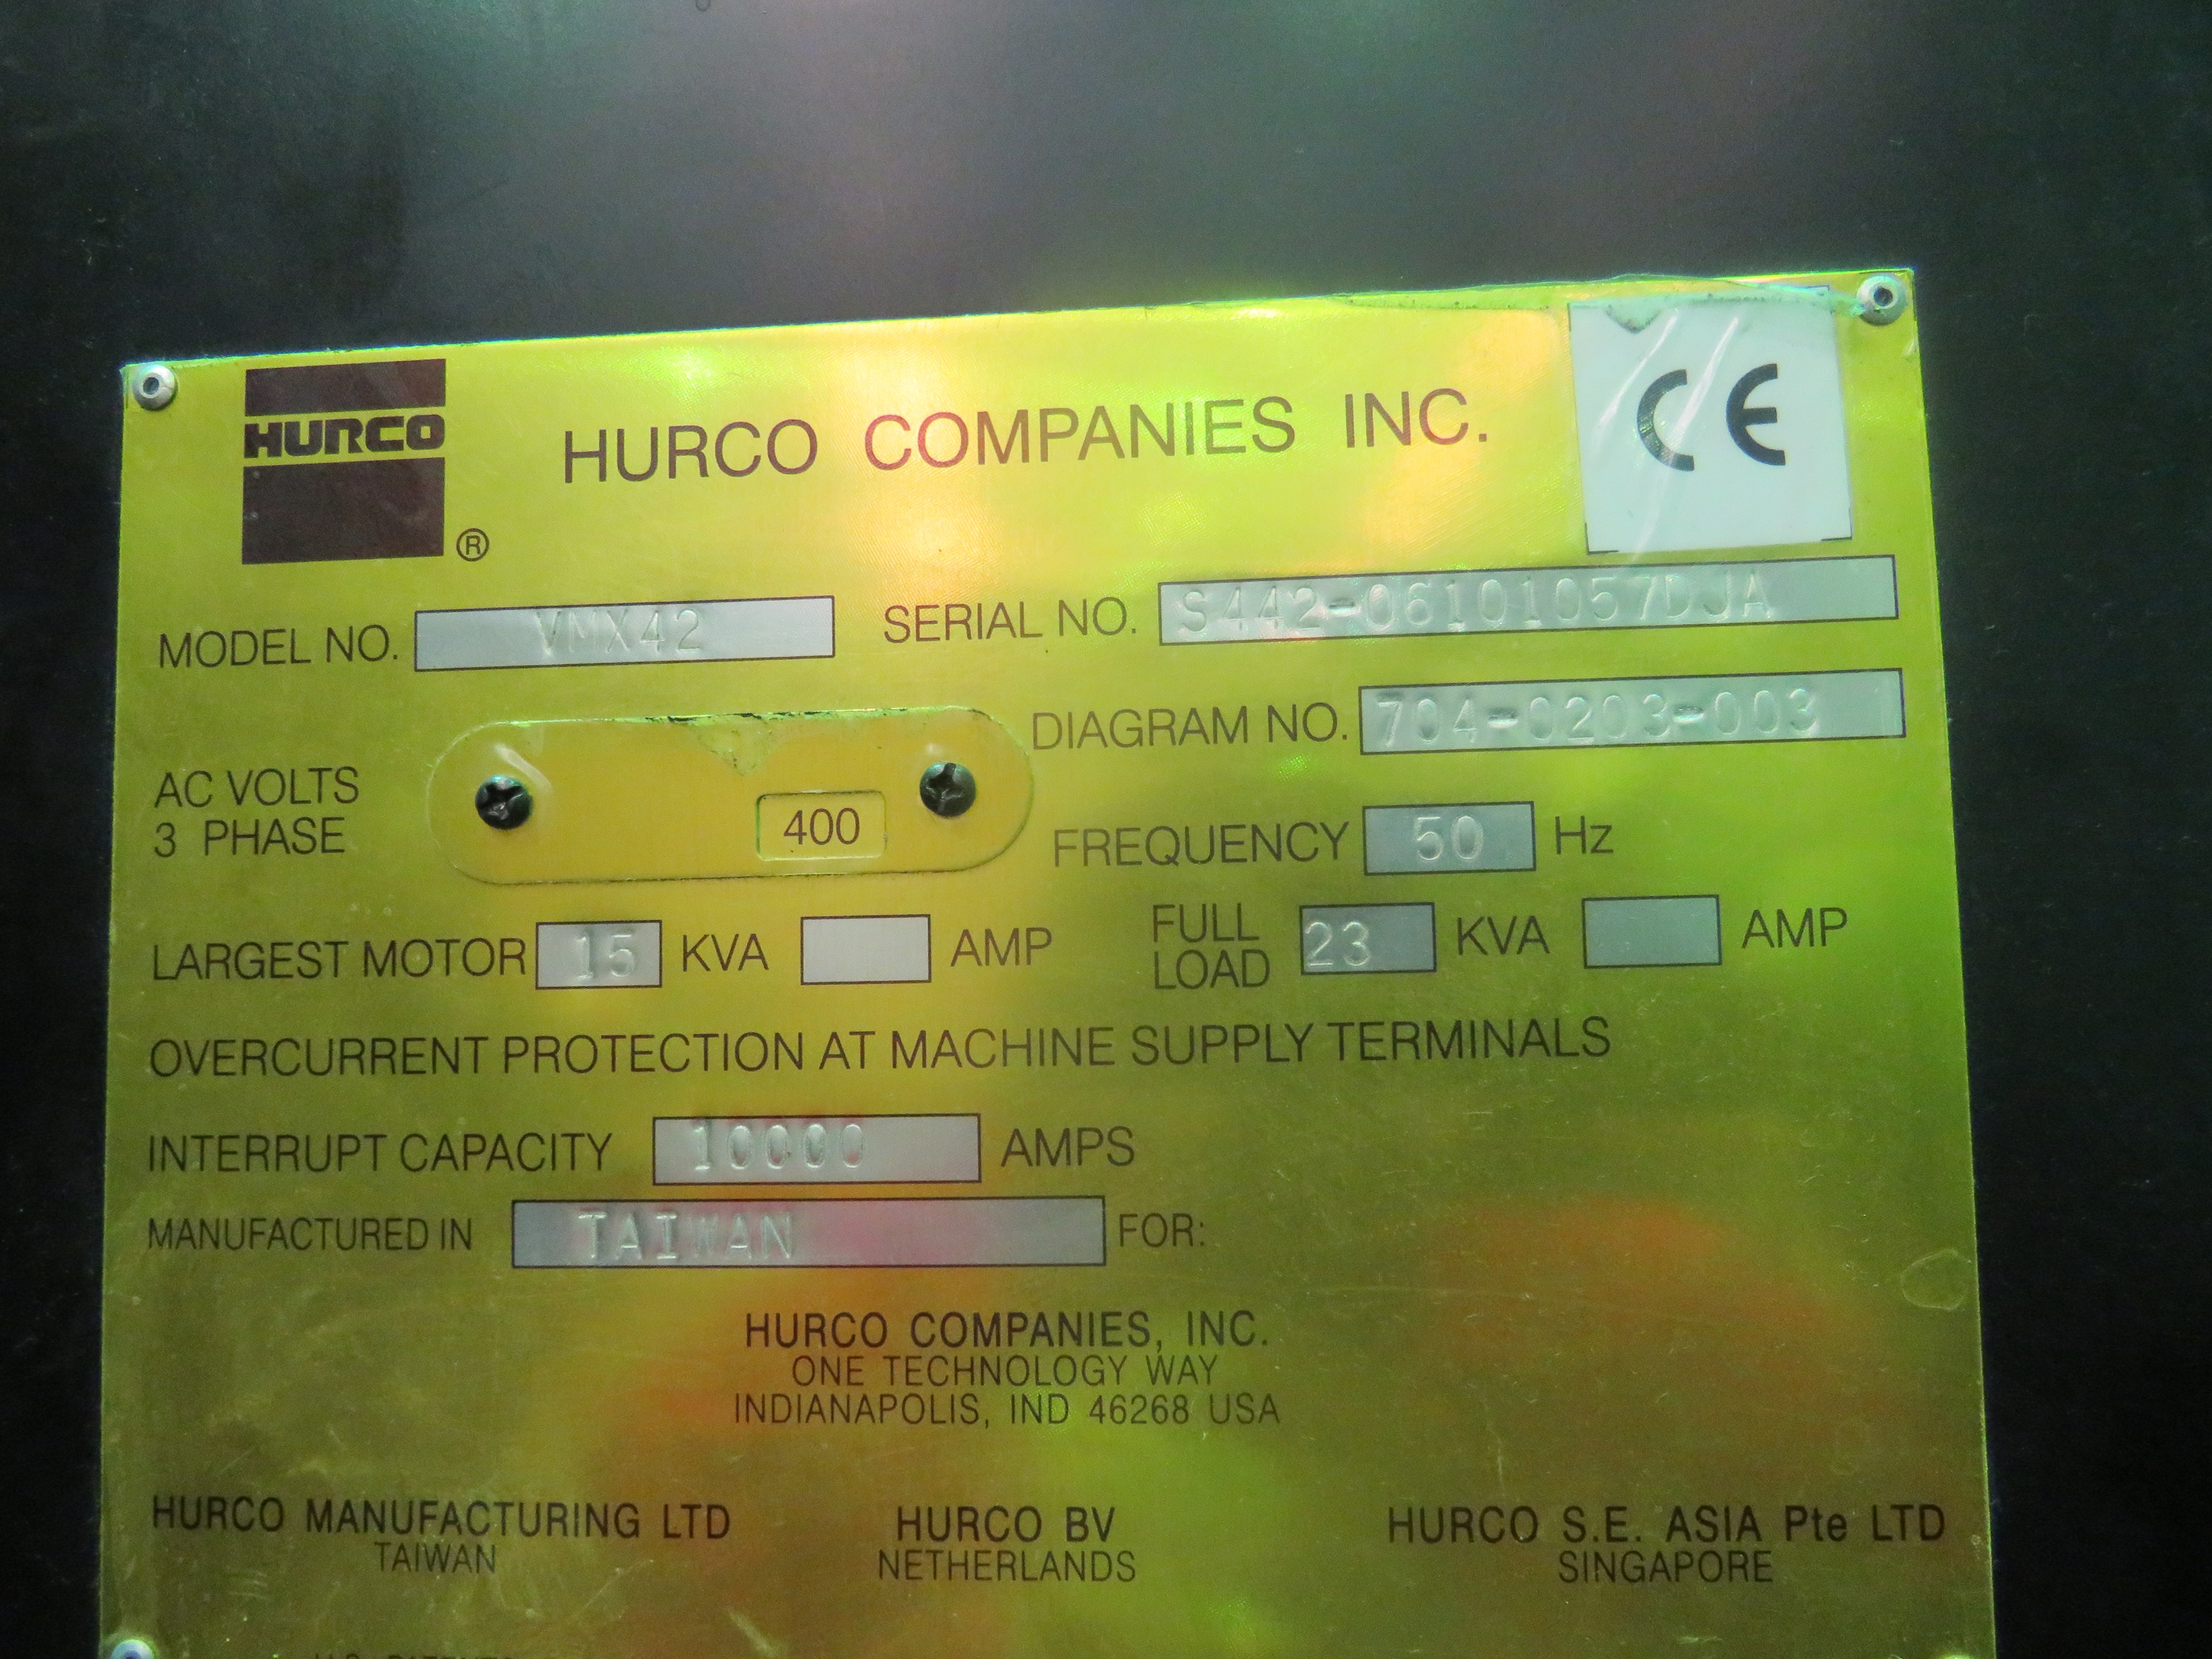 HURCO
®
HURCO COMPANIES INC.
CE
MODEL NO. VMX42
SERIAL NO. S442-06101057DJA
DIAGRAM NO. 704-0203-003
AC VOLTS
3 PHASE
400
FREQUENCY 50 Hz
LARGEST MOTOR 15 KVA AMP
FULL
LOAD
23 KVA AMP
OVERCURRENT PROTECTION AT MACHINE SUPPLY TERMINALS
INTERRUPT CAPACITY 10000 AMPS
MANUFACTURED IN TAIWAN FOR:
HURCO COMPANIES, INC.
ONE TECHNOLOGY WAY
INDIANAPOLIS, IND 46268 USA
HURCO MANUFACTURING LTD
TAIWAN
HURCO BV
NETHERLANDS
HURCO S.E. ASIA Pte LTD
SINGAPORE